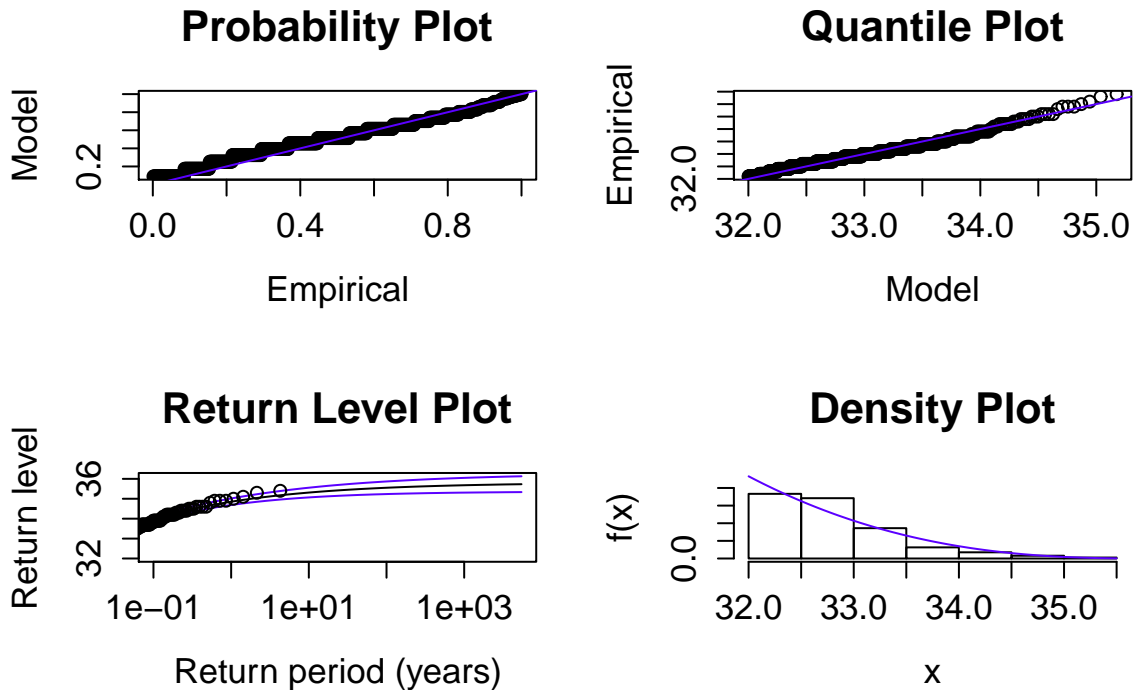 Probability Plot
Model
0.2
0.0 0.4 0.8
Empirical
Quantile Plot
Empirical
32.0
32.0 33.0 34.0 35.0
Model
Return Level Plot
Return level
32 36
1e−01 1e+01 1e+03
Return period (years)
Density Plot
f(x)
0.0
32.0 33.0 34.0 35.0
x